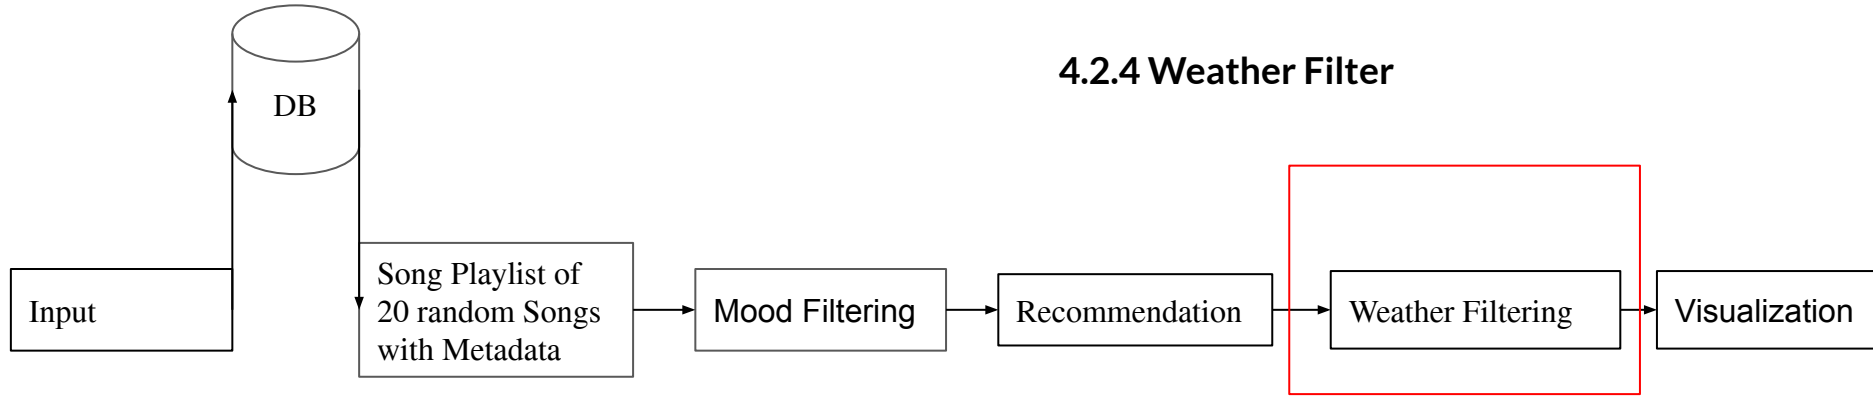 4.2.4 Weather Filter
DB
Input
Song Playlist of
20 random Songs
with Metadata
Mood Filtering
Recommendation
Weather Filtering
Visualization